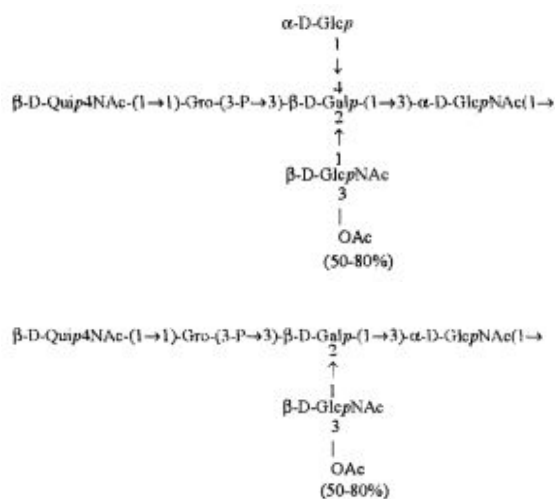 α-D-Glcp
1
↓
4
β-D-Quip4NAc-(1→1)-Gro-(3-P→3)-β-D-Galp-(1→3)-α-D-GlcpNAc(1→
2
↑
1
β-D-GlcpNAc
3
|
OAc
(50-80%)
β-D-Quip4NAc-(1→1)-Gro-(3-P→3)-β-D-Galp-(1→3)-α-D-GlcpNAc(1→
2
↑
1
β-D-GlcpNAc
3
|
OAc
(50-80%)